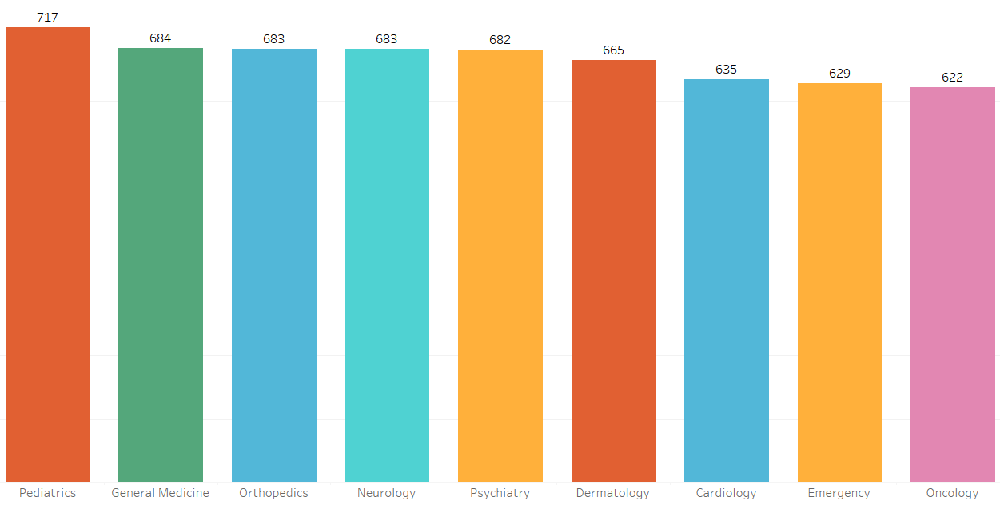 717
684
683
683
682
665
635
629
622
Pediatrics
General Medicine
Orthopedics
Neurology
Psychiatry
Dermatology
Cardiology
Emergency
Oncology